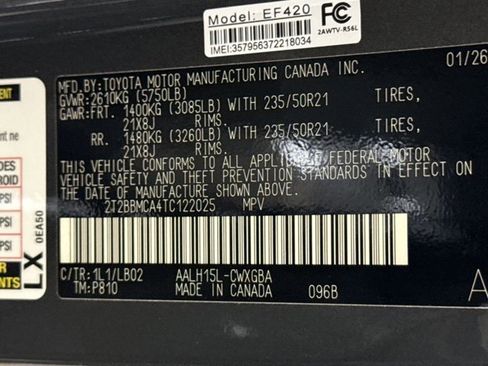 Model: EF420
FC
IMEI:357956372218034
2AWTV-R56L
MFD.BY:TOYOTA MOTOR MANUFACTURING CANADA INC. 01/26
GVWR:2610KG (5750LB)
GAWR:FRT. 1400KG (3085LB) WITH 235/50R21 TIRES,
21X8J RIMS.
RR. 1480KG (3260LB) WITH 235/50R21 TIRES,
21X8J RIMS.
THIS VEHICLE CONFORMS TO ALL APPLICABLE FEDERAL MOTOR
VEHICLE SAFETY AND THEFT PREVENTION STANDARDS IN EFFECT ON
THE DATE OF MANUFACTURE SHOWN ABOVE.
2T2BBMCA4TC122025 MPV
C/TR:1L1/LB02 AALH15L-CWXGBA
TM:P810 MADE IN CANADA 096B
A
LX
0EA50
PSI
PSI